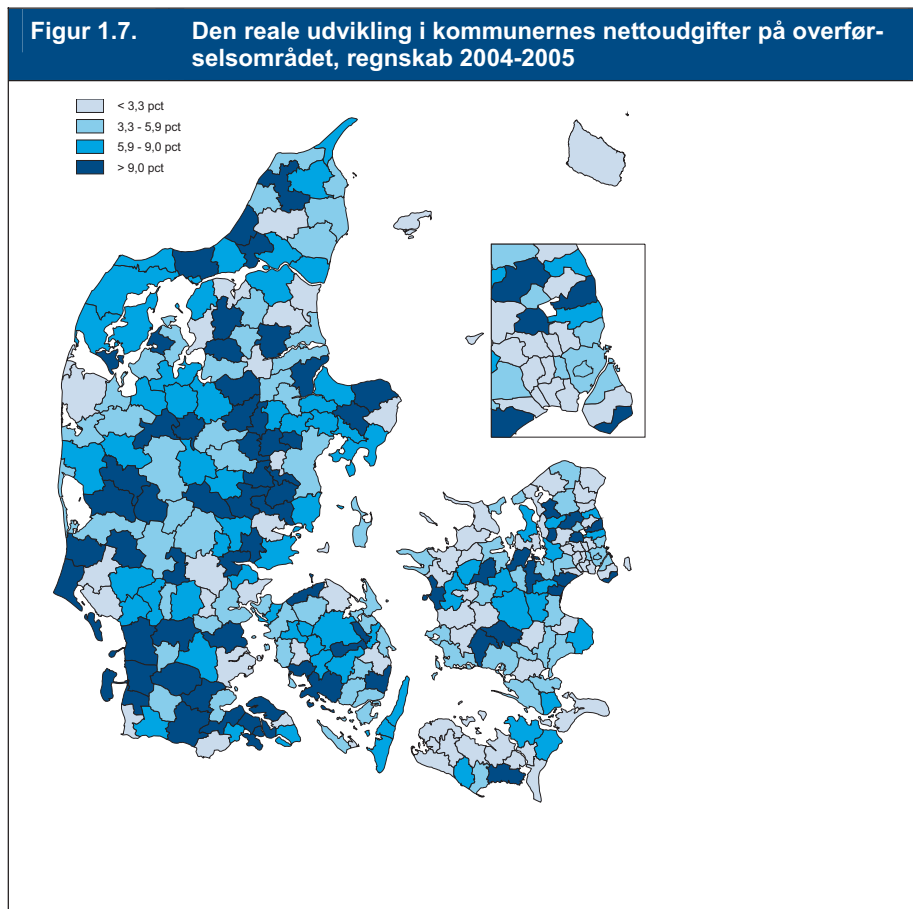 Figur 1.7. Den reale udvikling i kommunernes nettoudgifter på overfør-
selsområdet, regnskab 2004-2005
< 3,3 pct
3,3 - 5,9 pct
5,9 - 9,0 pct
> 9,0 pct